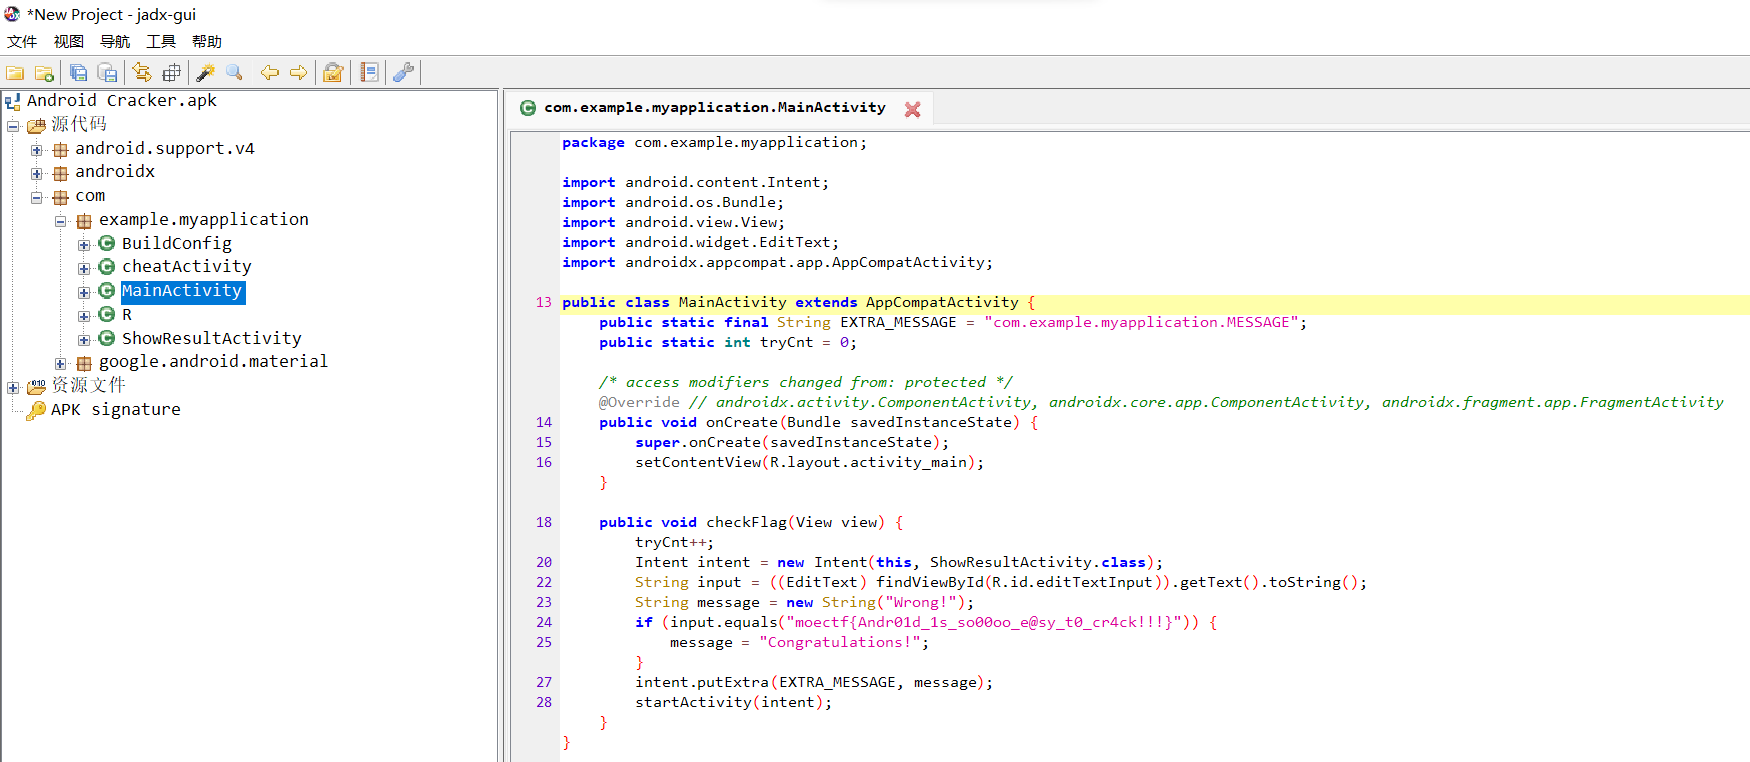 *New Project - jadx-gui
文件 视图 导航 工具 帮助
Android Cracker.apk
源代码
android.support.v4
androidx
com
example.myapplication
BuildConfig
cheatActivity
MainActivity
R
ShowResultActivity
google.android.material
资源文件
APK signature
com.example.myapplication.MainActivity
package com.example.myapplication;
import android.content.Intent;
import android.os.Bundle;
import android.view.View;
import android.widget.EditText;
import androidx.appcompat.app.AppCompatActivity;
13 public class MainActivity extends AppCompatActivity {
public static final String EXTRA_MESSAGE = "com.example.myapplication.MESSAGE";
public static int tryCnt = 0;
/* access modifiers changed from: protected */
@Override // androidx.activity.ComponentActivity, androidx.core.app.ComponentActivity, androidx.fragment.app.FragmentActivity
14 public void onCreate(Bundle savedInstanceState) {
15 super.onCreate(savedInstanceState);
16 setContentView(R.layout.activity_main);
}
18 public void checkFlag(View view) {
tryCnt++;
20 Intent intent = new Intent(this, ShowResultActivity.class);
22 String input = ((EditText) findViewById(R.id.editTextInput)).getText().toString();
23 String message = new String("Wrong!");
24 if (input.equals("moectf{Andr01d_1s_so00oo_e@sy_t0_cr4ck!!!}")) {
25 message = "Congratulations!";
}
27 intent.putExtra(EXTRA_MESSAGE, message);
28 startActivity(intent);
}
}